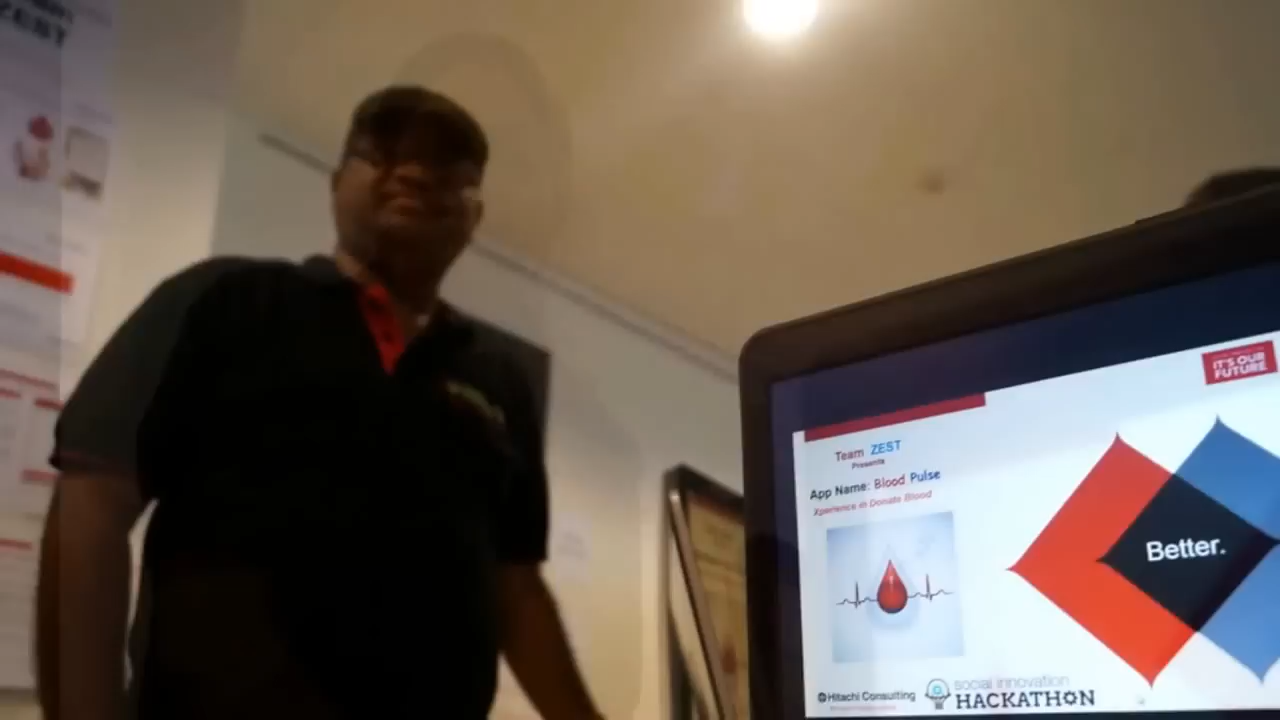 ZEST
IT'S OUR
FUTURE
Team ZEST
Presents
App Name: Blood Pulse
Xperience in Donate Blood
Better.
Hitachi Consulting
social innovation
HACKATHON